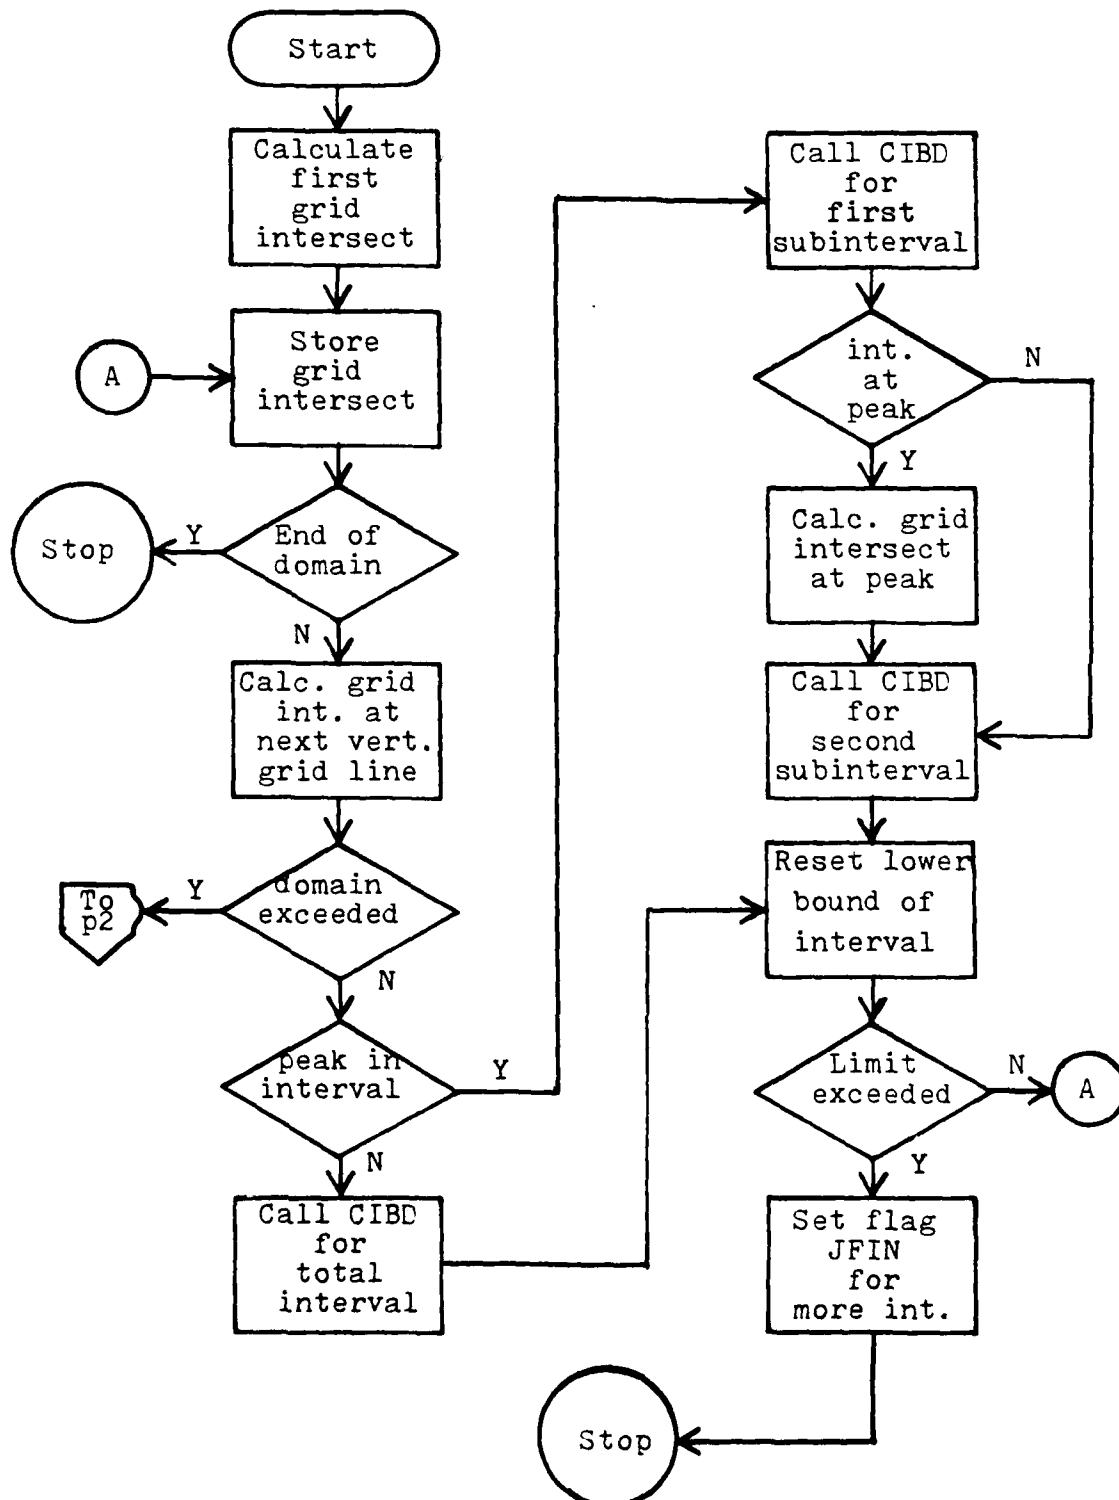 Start
Calculate
first
grid
intersect
Store
grid
intersect
A
End of
domain
Y
Stop
N
Calc. grid
int. at
next vert.
grid line
domain
exceeded
Y
To
p2
N
peak in
interval
Y
N
Call CIBD
for
total
interval
Call CIBD
for
first
subinterval
int.
at
peak
N
Y
Calc. grid
intersect
at peak
Call CIBD
for
second
subinterval
Reset lower
bound of
interval
Limit
exceeded
N
A
Y
Set flag
JFIN
for
more int.
Stop